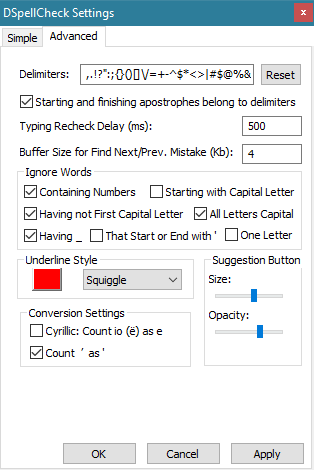 DSpellCheck Settings
Simple Advanced
Delimiters: ,.!?":;{}()[]\/=+-^$*<>|#$@%& Reset
Starting and finishing apostrophes belong to delimiters
Typing Recheck Delay (ms): 500
Buffer Size for Find Next/Prev. Mistake (Kb): 4
Ignore Words
Containing Numbers Starting with Capital Letter
Having not First Capital Letter All Letters Capital
Having _ That Start or End with ' One Letter
Underline Style Suggestion Button
Squiggle Size:
Opacity:
Conversion Settings
Cyrillic: Count io (ё) as e
Count ´ as '
OK Cancel Apply